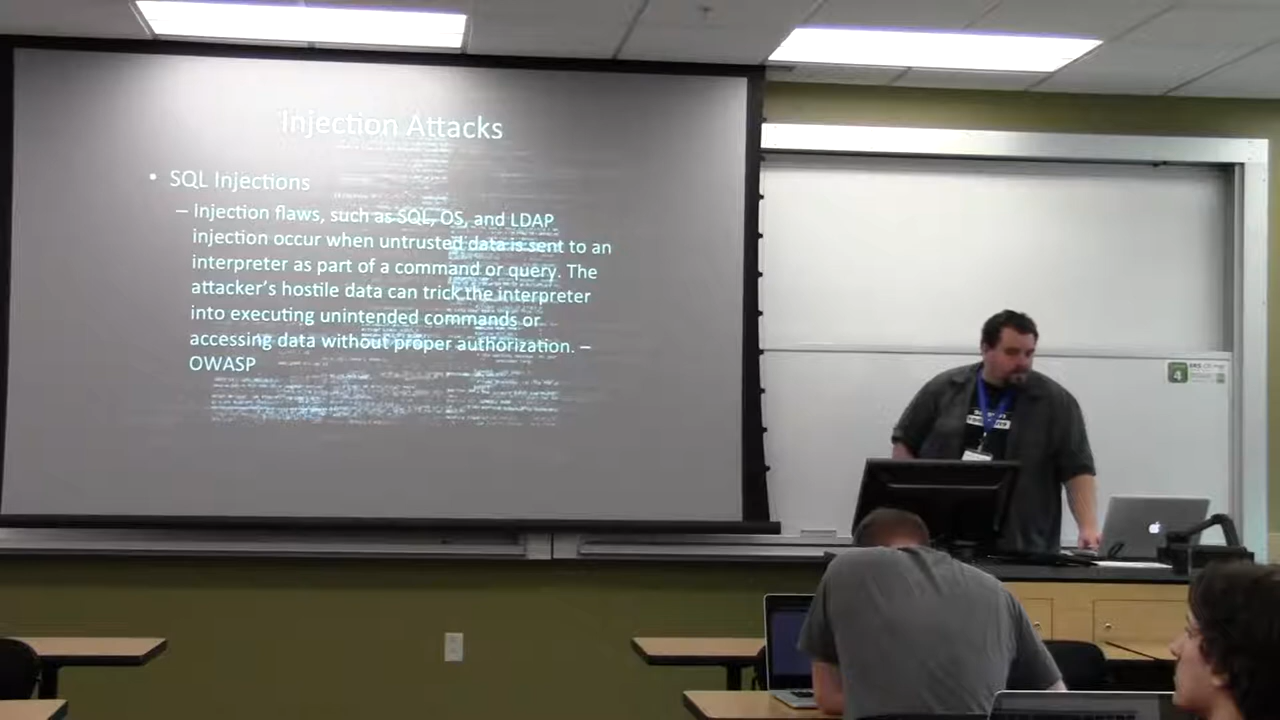 Injection Attacks
• SQL Injections
– Injection flaws, such as SQL, OS, and LDAP
injection occur when untrusted data is sent to an
interpreter as part of a command or query. The
attacker's hostile data can trick the interpreter
into executing unintended commands or
accessing data without proper authorization. –
OWASP
4